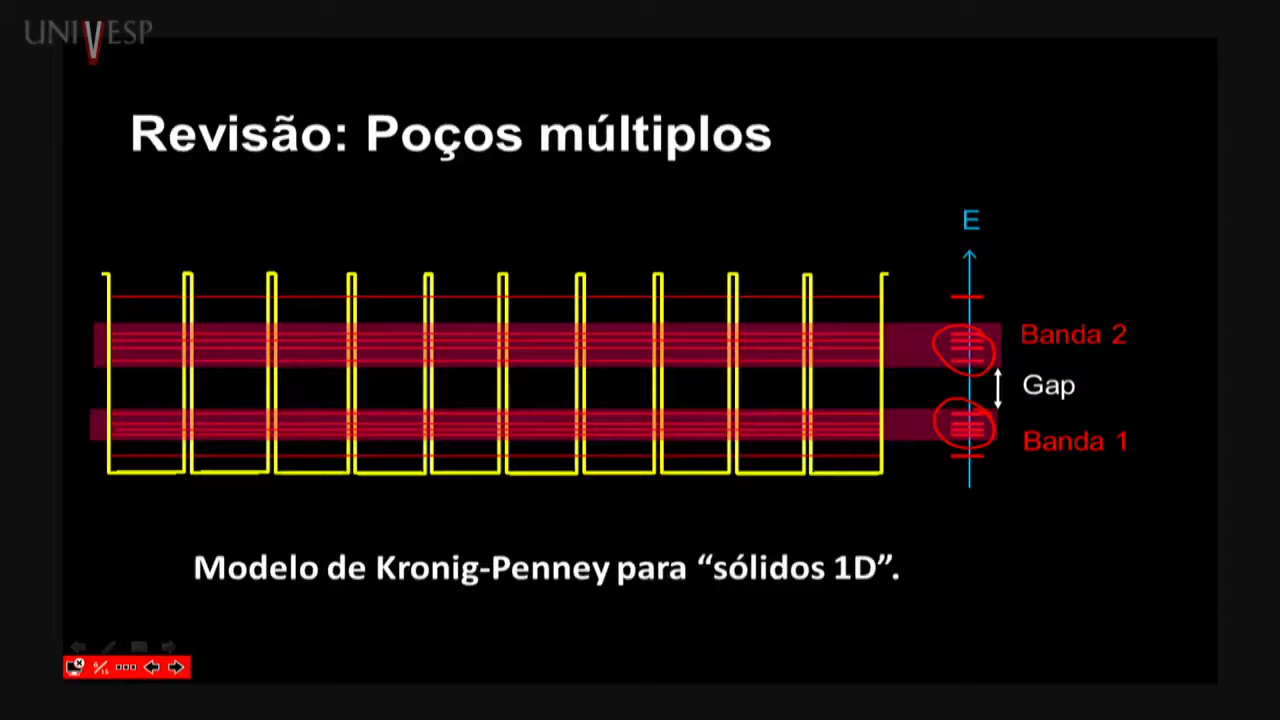 UNIVESP
Revisão: Poços múltiplos
E
Banda 2
Gap
Banda 1
Modelo de Kronig-Penney para “sólidos 1D”.